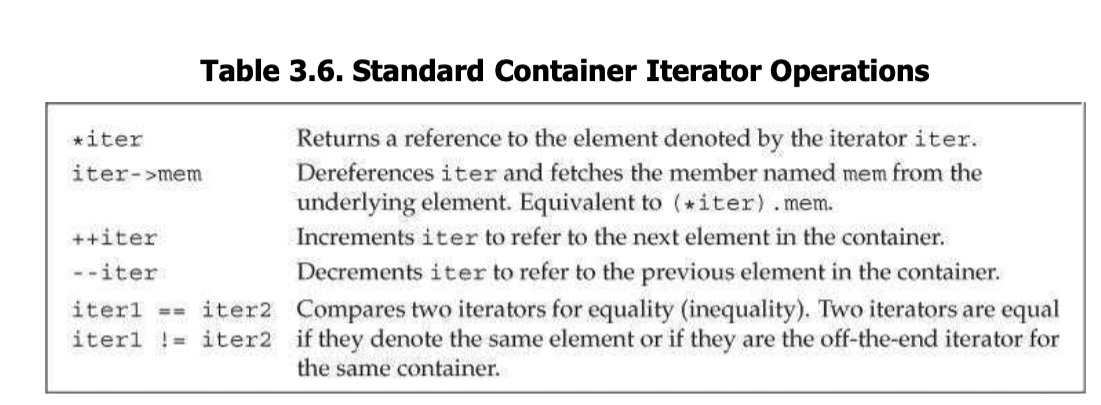 Table 3.6. Standard Container Iterator Operations
*iter Returns a reference to the element denoted by the iterator iter.
iter->mem Dereferences iter and fetches the member named mem from the
underlying element. Equivalent to (*iter).mem.
++iter Increments iter to refer to the next element in the container.
--iter Decrements iter to refer to the previous element in the container.
iter1 == iter2 Compares two iterators for equality (inequality). Two iterators are equal
iter1 != iter2 if they denote the same element or if they are the off-the-end iterator for
the same container.